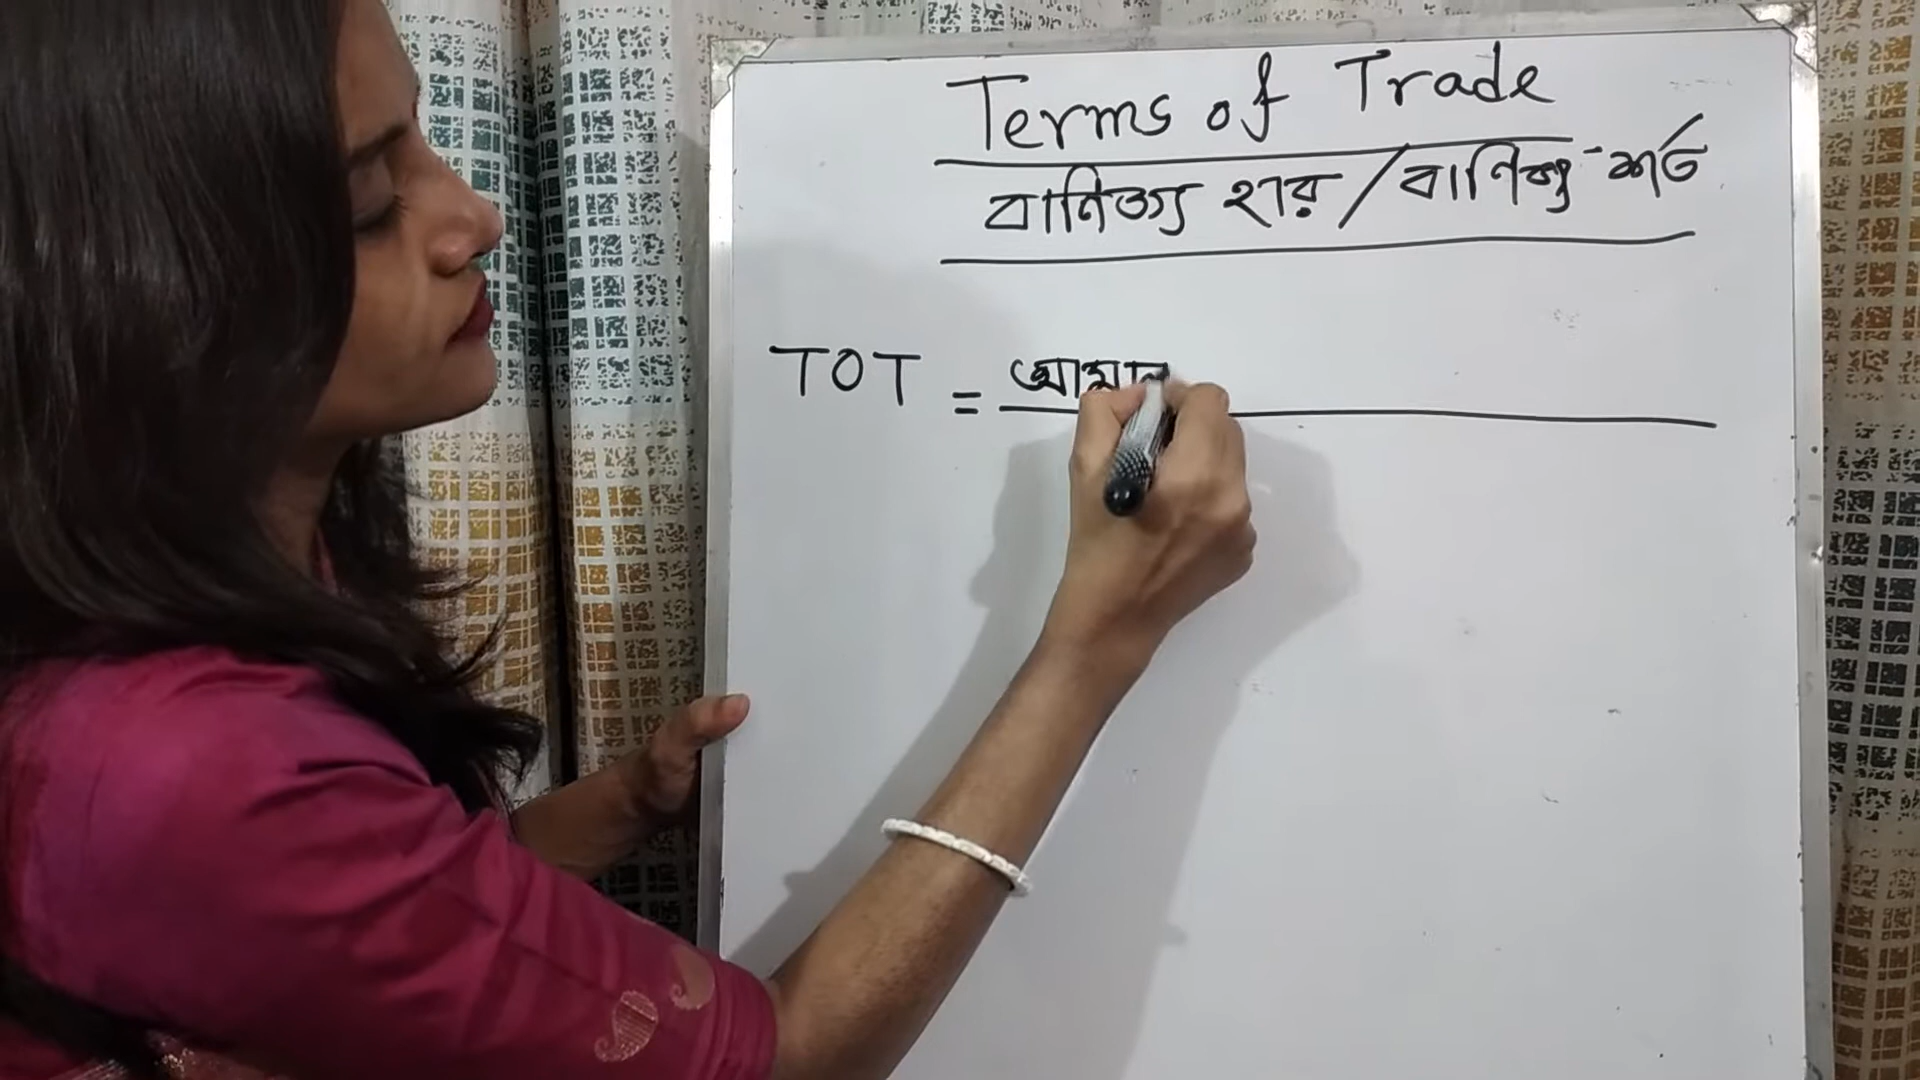 Terms of Trade
বানিজ্য হার / বাণিজ্য - শর্ত
TOT = আমদান